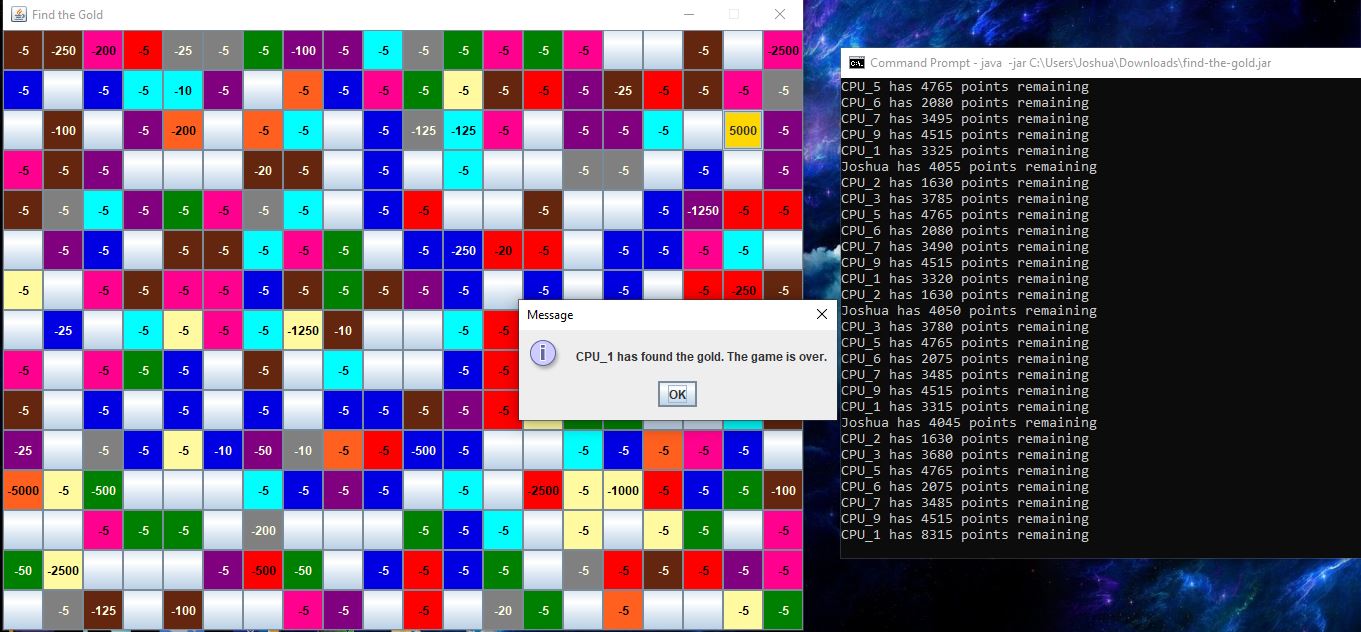 Find the Gold
-5 -250 -200 -5 -25 -5 -5 -100 -5 -5 -5 -5 -5 -5 -5 -5 -2500
-5 -5 -5 -10 -5 -5 -5 -5 -5 -5 -5 -5 -5 -25 -5 -5 -5 -5
-100 -5 -200 -5 -5 -5 -125 -125 -5 -5 -5 -5 5000 -5
-5 -5 -5 -20 -5 -5 -5 -5 -5 -5 -5
-5 -5 -5 -5 -5 -5 -5 -5 -5 -5 -5 -5 -1250 -5 -5
-5 -5 -5 -5 -5 -5 -5 -5 -250 -20 -5 -5 -5 -5 -5
-5 -5 -5 -5 -5 -5 -5 -5 -5 -5 -5 -5 -5 -5 -250 -5
-25 -5 -5 -5 -5 -1250 -10 -5 -5
-5 -5 -5 -5 -5 -5 -5 -5
-5 -5 -5 -5 -5 -5 -5 -5 -5
-25 -5 -5 -5 -10 -50 -10 -5 -5 -500 -5 -5 -5 -5 -5 -5
-5000 -5 -500 -5 -5 -5 -5 -5 -2500 -5 -1000 -5 -5 -5 -100
-5 -5 -5 -200 -5 -5 -5 -5 -5 -5 -5
-50 -2500 -5 -500 -50 -5 -5 -5 -5 -5 -5 -5 -5 -5 -5
-5 -125 -100 -5 -5 -5 -20 -5 -5 -5 -5
Message
CPU_1 has found the gold. The game is over.
OK
Command Prompt - java -jar C:\Users\Joshua\Downloads\find-the-gold.jar
CPU_5 has 4765 points remaining
CPU_6 has 2080 points remaining
CPU_7 has 3495 points remaining
CPU_9 has 4515 points remaining
CPU_1 has 3325 points remaining
Joshua has 4055 points remaining
CPU_2 has 1630 points remaining
CPU_3 has 3785 points remaining
CPU_5 has 4765 points remaining
CPU_6 has 2080 points remaining
CPU_7 has 3490 points remaining
CPU_9 has 4515 points remaining
CPU_1 has 3320 points remaining
CPU_2 has 1630 points remaining
Joshua has 4050 points remaining
CPU_3 has 3780 points remaining
CPU_5 has 4765 points remaining
CPU_6 has 2075 points remaining
CPU_7 has 3485 points remaining
CPU_9 has 4515 points remaining
CPU_1 has 3315 points remaining
Joshua has 4045 points remaining
CPU_2 has 1630 points remaining
CPU_3 has 3680 points remaining
CPU_5 has 4765 points remaining
CPU_6 has 2075 points remaining
CPU_7 has 3485 points remaining
CPU_9 has 4515 points remaining
CPU_1 has 8315 points remaining